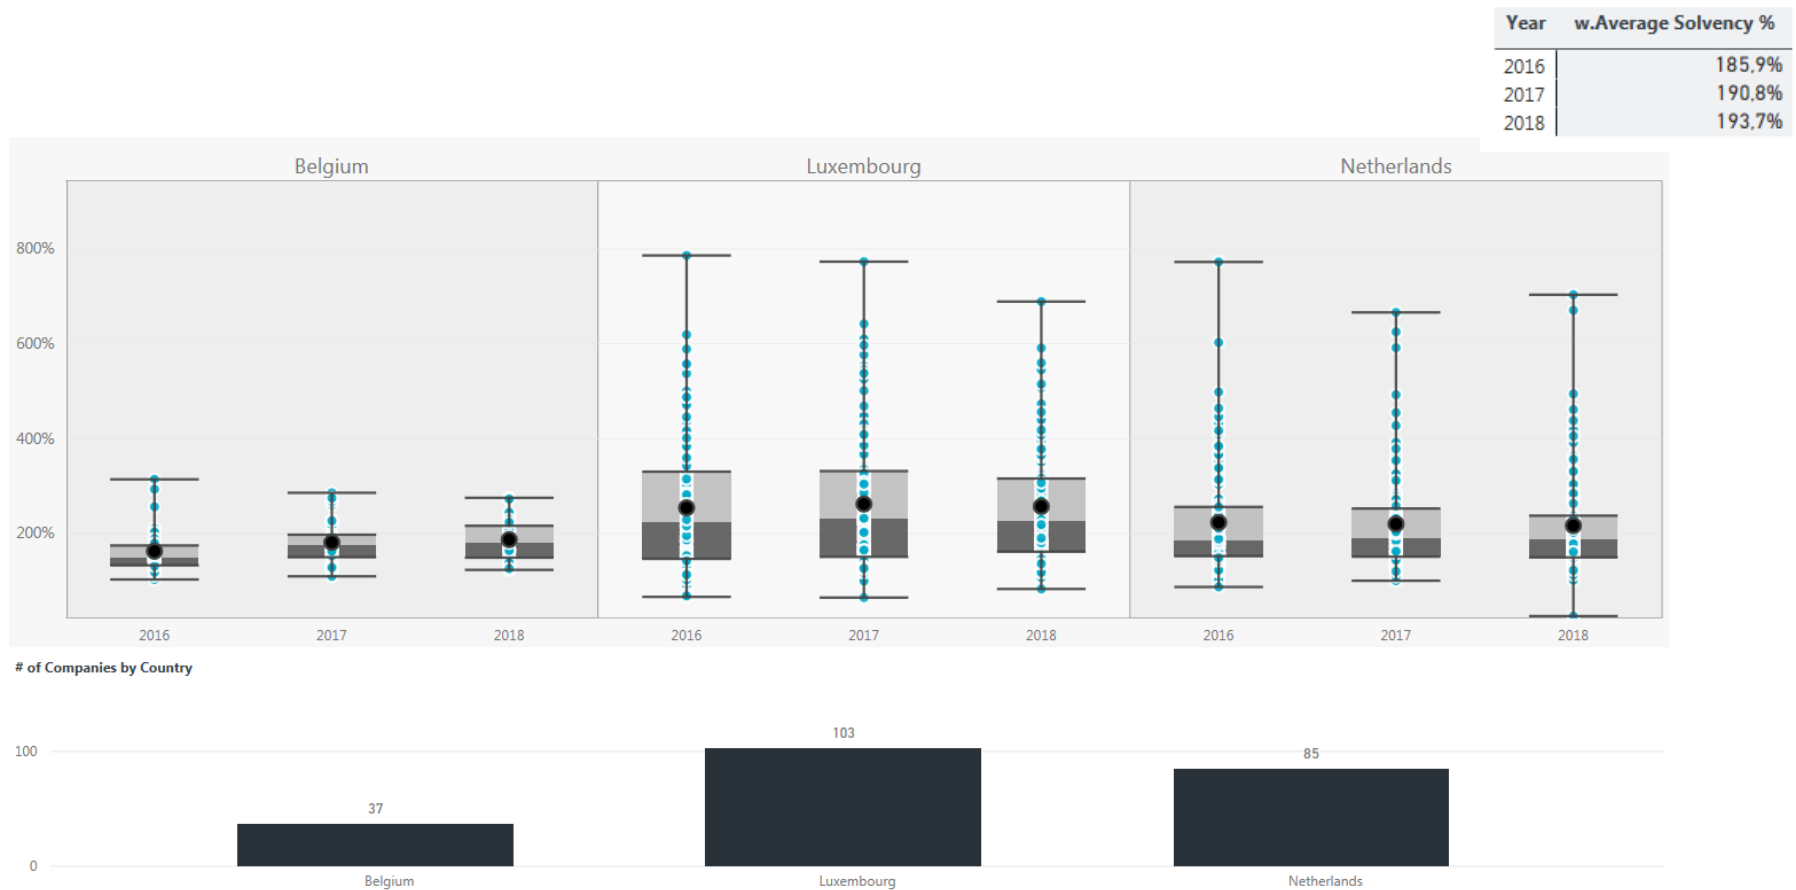 Year w.Average Solvency %
2016 185,9%
2017 190,8%
2018 193,7%
Belgium Luxembourg Netherlands
800%
600%
400%
200%
2016 2017 2018 2016 2017 2018 2016 2017 2018
# of Companies by Country
103
100
85
37
0
Belgium Luxembourg Netherlands